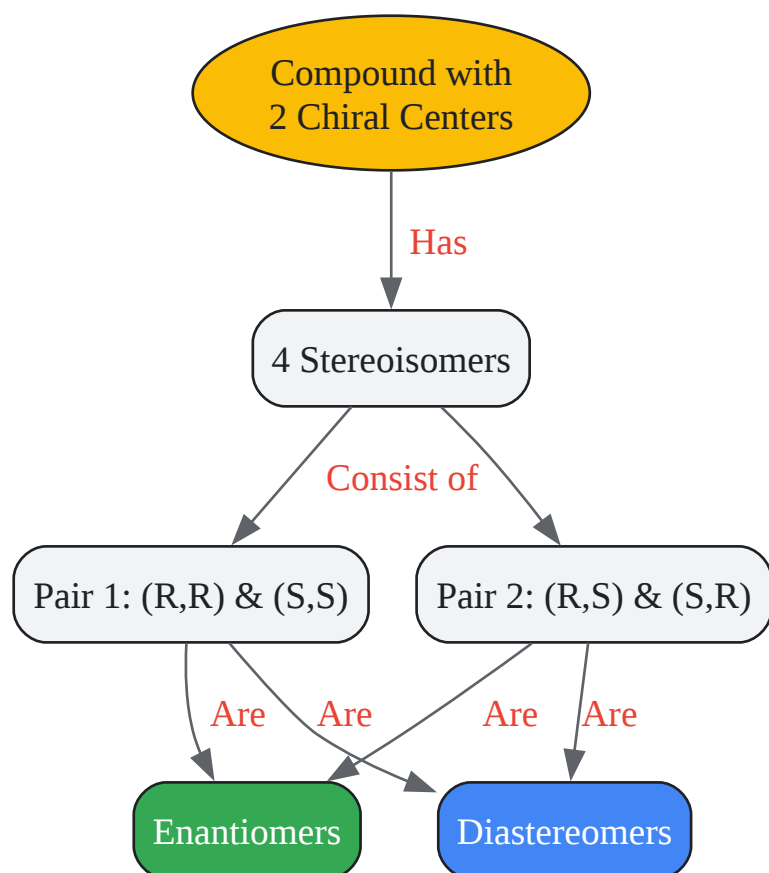 Compound with
2 Chiral Centers
Has
4 Stereoisomers
Consist of
Pair 1: (R,R) & (S,S)
Pair 2: (R,S) & (S,R)
Are
Are
Are
Are
Enantiomers
Diastereomers